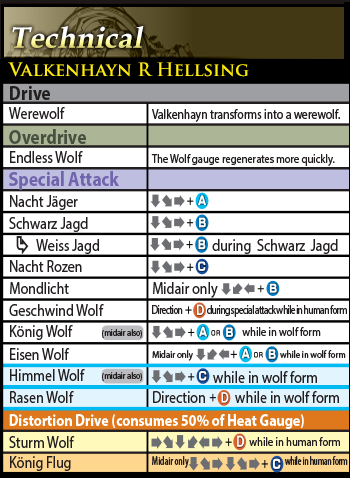 Technical
VALKENHAYN R HELLSING
Drive
Werewolf Valkenhayn transforms into a werewolf.
Overdrive
Endless Wolf The Wolf gauge regenerates more quickly.
Special Attack
Nacht Jäger ⬇⬊➡ + A
Schwarz Jagd ⬇⬊➡ + B
Weiss Jagd ⬇⬊➡ + B during Schwarz Jagd
Nacht Rozen ⬇⬊➡ + C
Mondlicht Midair only ⬇⬋⬅ + B
Geschwind Wolf Direction + D during special attack while in human form
König Wolf (midair also) ⬇⬊➡ + A OR B while in wolf form
Eisen Wolf Midair only ⬇⬋⬅ + A OR B while in wolf form
Himmel Wolf (midair also) ⬇⬊➡ + C while in wolf form
Rasen Wolf Direction + D while in wolf form
Distortion Drive (consumes 50% of Heat Gauge)
Sturm Wolf ➡⬊⬇⬋⬅➡ + D while in human form
König Flug Midair only ⬇⬊➡⬇⬊➡ + C while in human form